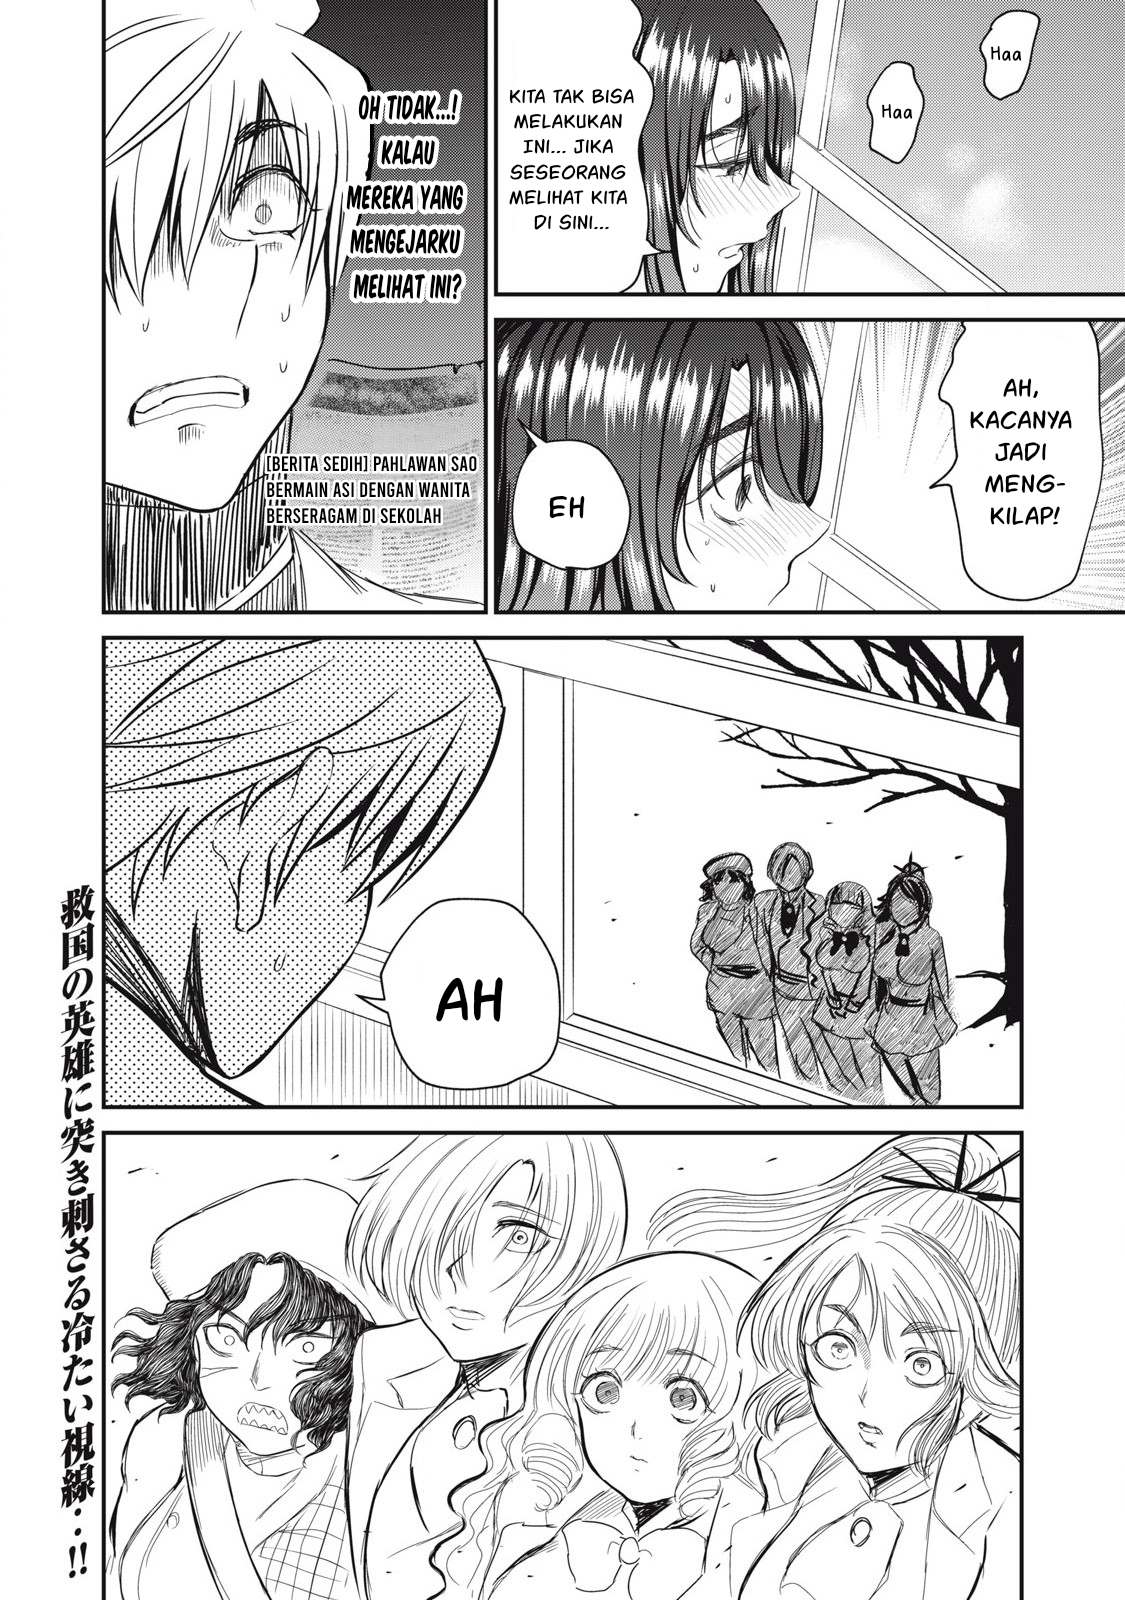 Haa
Haa
KITA TAK BISA
MELAKUKAN
INI... JIKA
SESEORANG
MELIHAT KITA
DI SINI...
AH,
KACANYA
JADI
MENG-
KILAP!
EH
OH TIDAK...!
KALAU
MEREKA YANG
MENGEJARKU
MELIHAT INI?
[BERITA SEDIH] PAHLAWAN SAO
BERMAIN ASI DENGAN WANITA
BERSERAGAM DI SEKOLAH
AH
救国の英雄に突き刺さる冷たい視線・・・!!